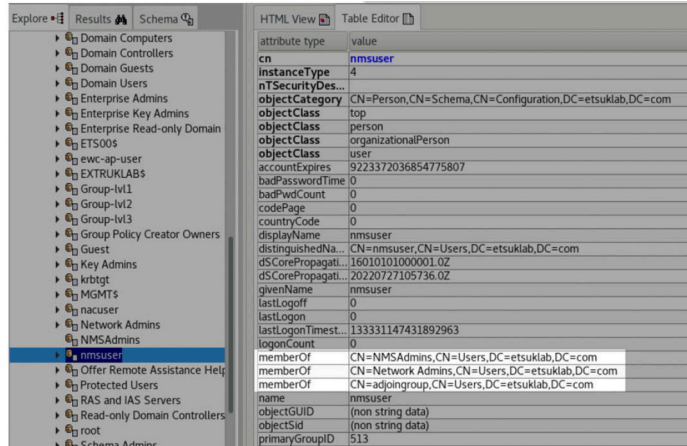 Explore Results Schema
Domain Computers
Domain Controllers
Domain Guests
Domain Users
Enterprise Admins
Enterprise Key Admins
Enterprise Read-only Domain
ETS00$
ewc-ap-user
EXTRUKLAB$
Group-lvl1
Group-lvl2
Group-lvl3
Group Policy Creator Owners
Guest
Key Admins
krbtgt
MGMT$
nacuser
Network Admins
NMSAdmins
nmsuser
Offer Remote Assistance Help
Protected Users
RAS and IAS Servers
Read-only Domain Controllers
root
Schema Admins
HTML View Table Editor
attribute type value
cn nmsuser
instanceType 4
nTSecurityDes...
objectCategory CN=Person,CN=Schema,CN=Configuration,DC=etsuklab,DC=com
objectClass top
objectClass person
objectClass organizationalPerson
objectClass user
accountExpires 9223372036854775807
badPasswordTime 0
badPwdCount 0
codePage 0
countryCode 0
displayName nmsuser
distinguishedNa... CN=nmsuser,CN=Users,DC=etsuklab,DC=com
dSCorePropagati... 16010101000001.0Z
dSCorePropagati... 20220727105736.0Z
givenName nmsuser
lastLogoff 0
lastLogon 0
lastLogonTimest... 133331147431892963
logonCount 0
memberOf CN=NMSAdmins,CN=Users,DC=etsuklab,DC=com
memberOf CN=Network Admins,CN=Users,DC=etsuklab,DC=com
memberOf CN=adjoingroup,CN=Users,DC=etsuklab,DC=com
name nmsuser
objectGUID (non string data)
objectSid (non string data)
primaryGroupID 513